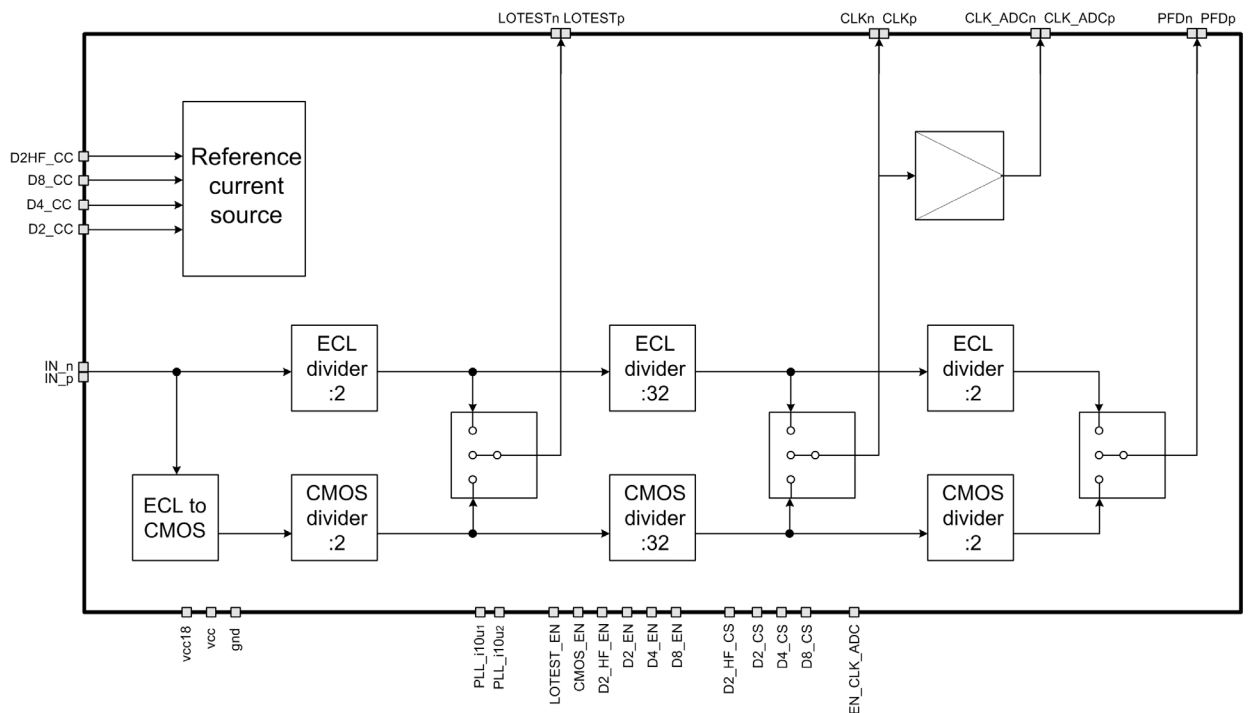 LOTESTn LOTESTp
CLKn CLKp
CLK_ADCn CLK_ADCp
PFDn PFDp
D2HF_CC
D8_CC
D4_CC
D2_CC
Reference
current
source
IN_n
IN_p
ECL
divider
:2
ECL
divider
:32
ECL
divider
:2
ECL to
CMOS
CMOS
divider
:2
CMOS
divider
:32
CMOS
divider
:2
vcc18
vcc
gnd
PLL_i10u1
PLL_i10u2
LOTEST_EN
CMOS_EN
D2_HF_EN
D2_EN
D4_EN
D8_EN
D2_HF_CS
D2_CS
D4_CS
D8_CS
EN_CLK_ADC